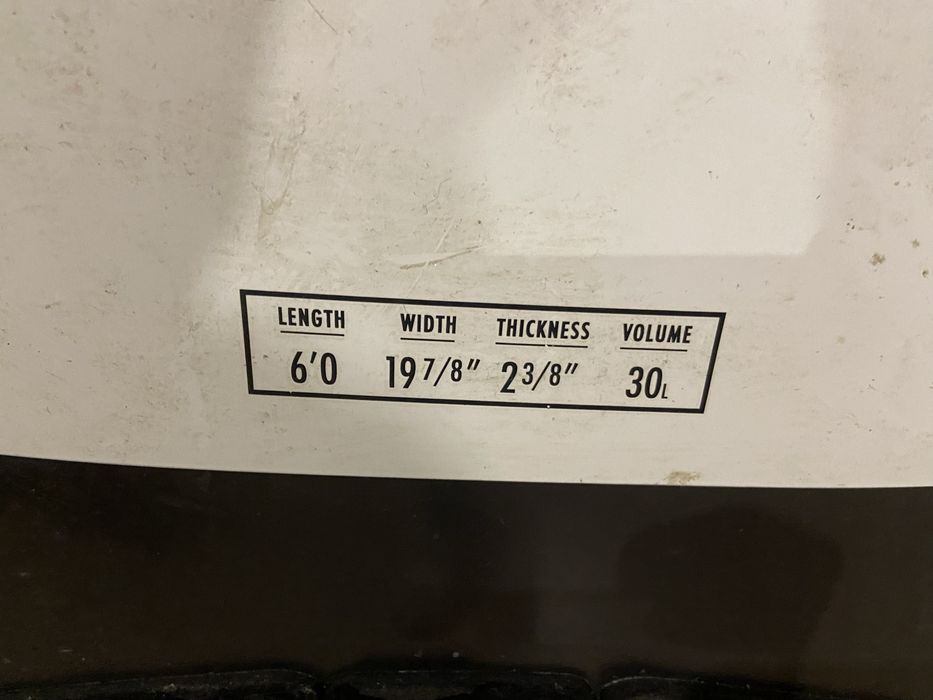 LENGTH WIDTH THICKNESS VOLUME
6'0 19 7/8" 2 3/8" 30L